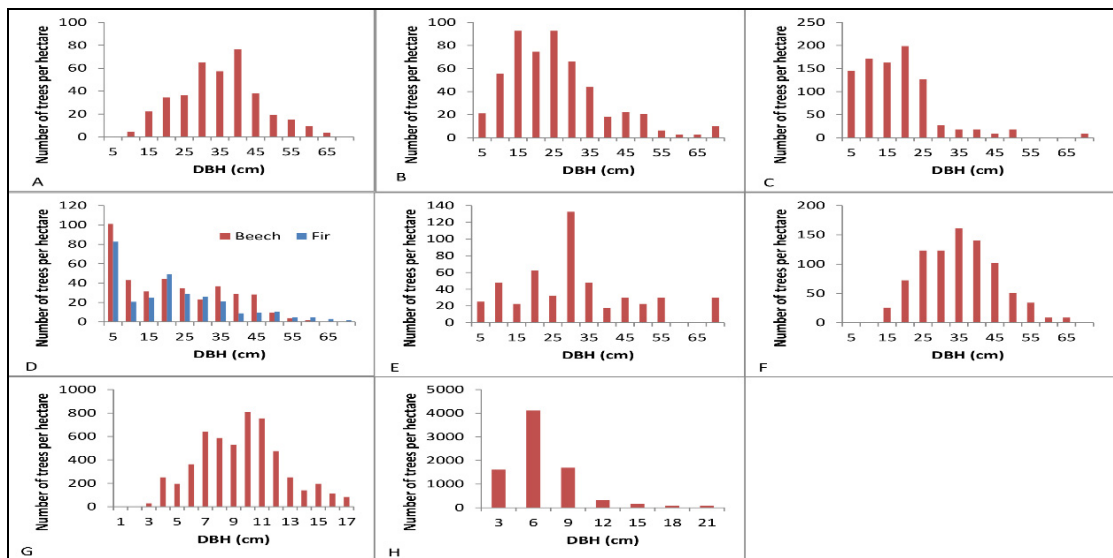 Number of trees per hectare
100
80
60
40
20
0
5 15 25 35 45 55 65
DBH (cm)
A
Number of trees per hectare
100
80
60
40
20
0
5 15 25 35 45 55 65
DBH (cm)
B
Number of trees per hectare
250
200
150
100
50
0
5 15 25 35 45 55 65
DBH (cm)
C
Number of trees per hectare
120
100
80
60
40
20
0
Beech Fir
5 15 25 35 45 55 65
DBH (cm)
D
Number of trees per hectare
140
120
100
80
60
40
20
0
5 15 25 35 45 55 65
DBH (cm)
E
Number of trees per hectare
200
150
100
50
0
5 15 25 35 45 55 65
DBH (cm)
F
Number of trees per hectare
1000
800
600
400
200
0
1 3 5 7 9 11 13 15 17
DBH (cm)
G
Number of trees per hectare
5000
4000
3000
2000
1000
0
3 6 9 12 15 18 21
DBH (cm)
H